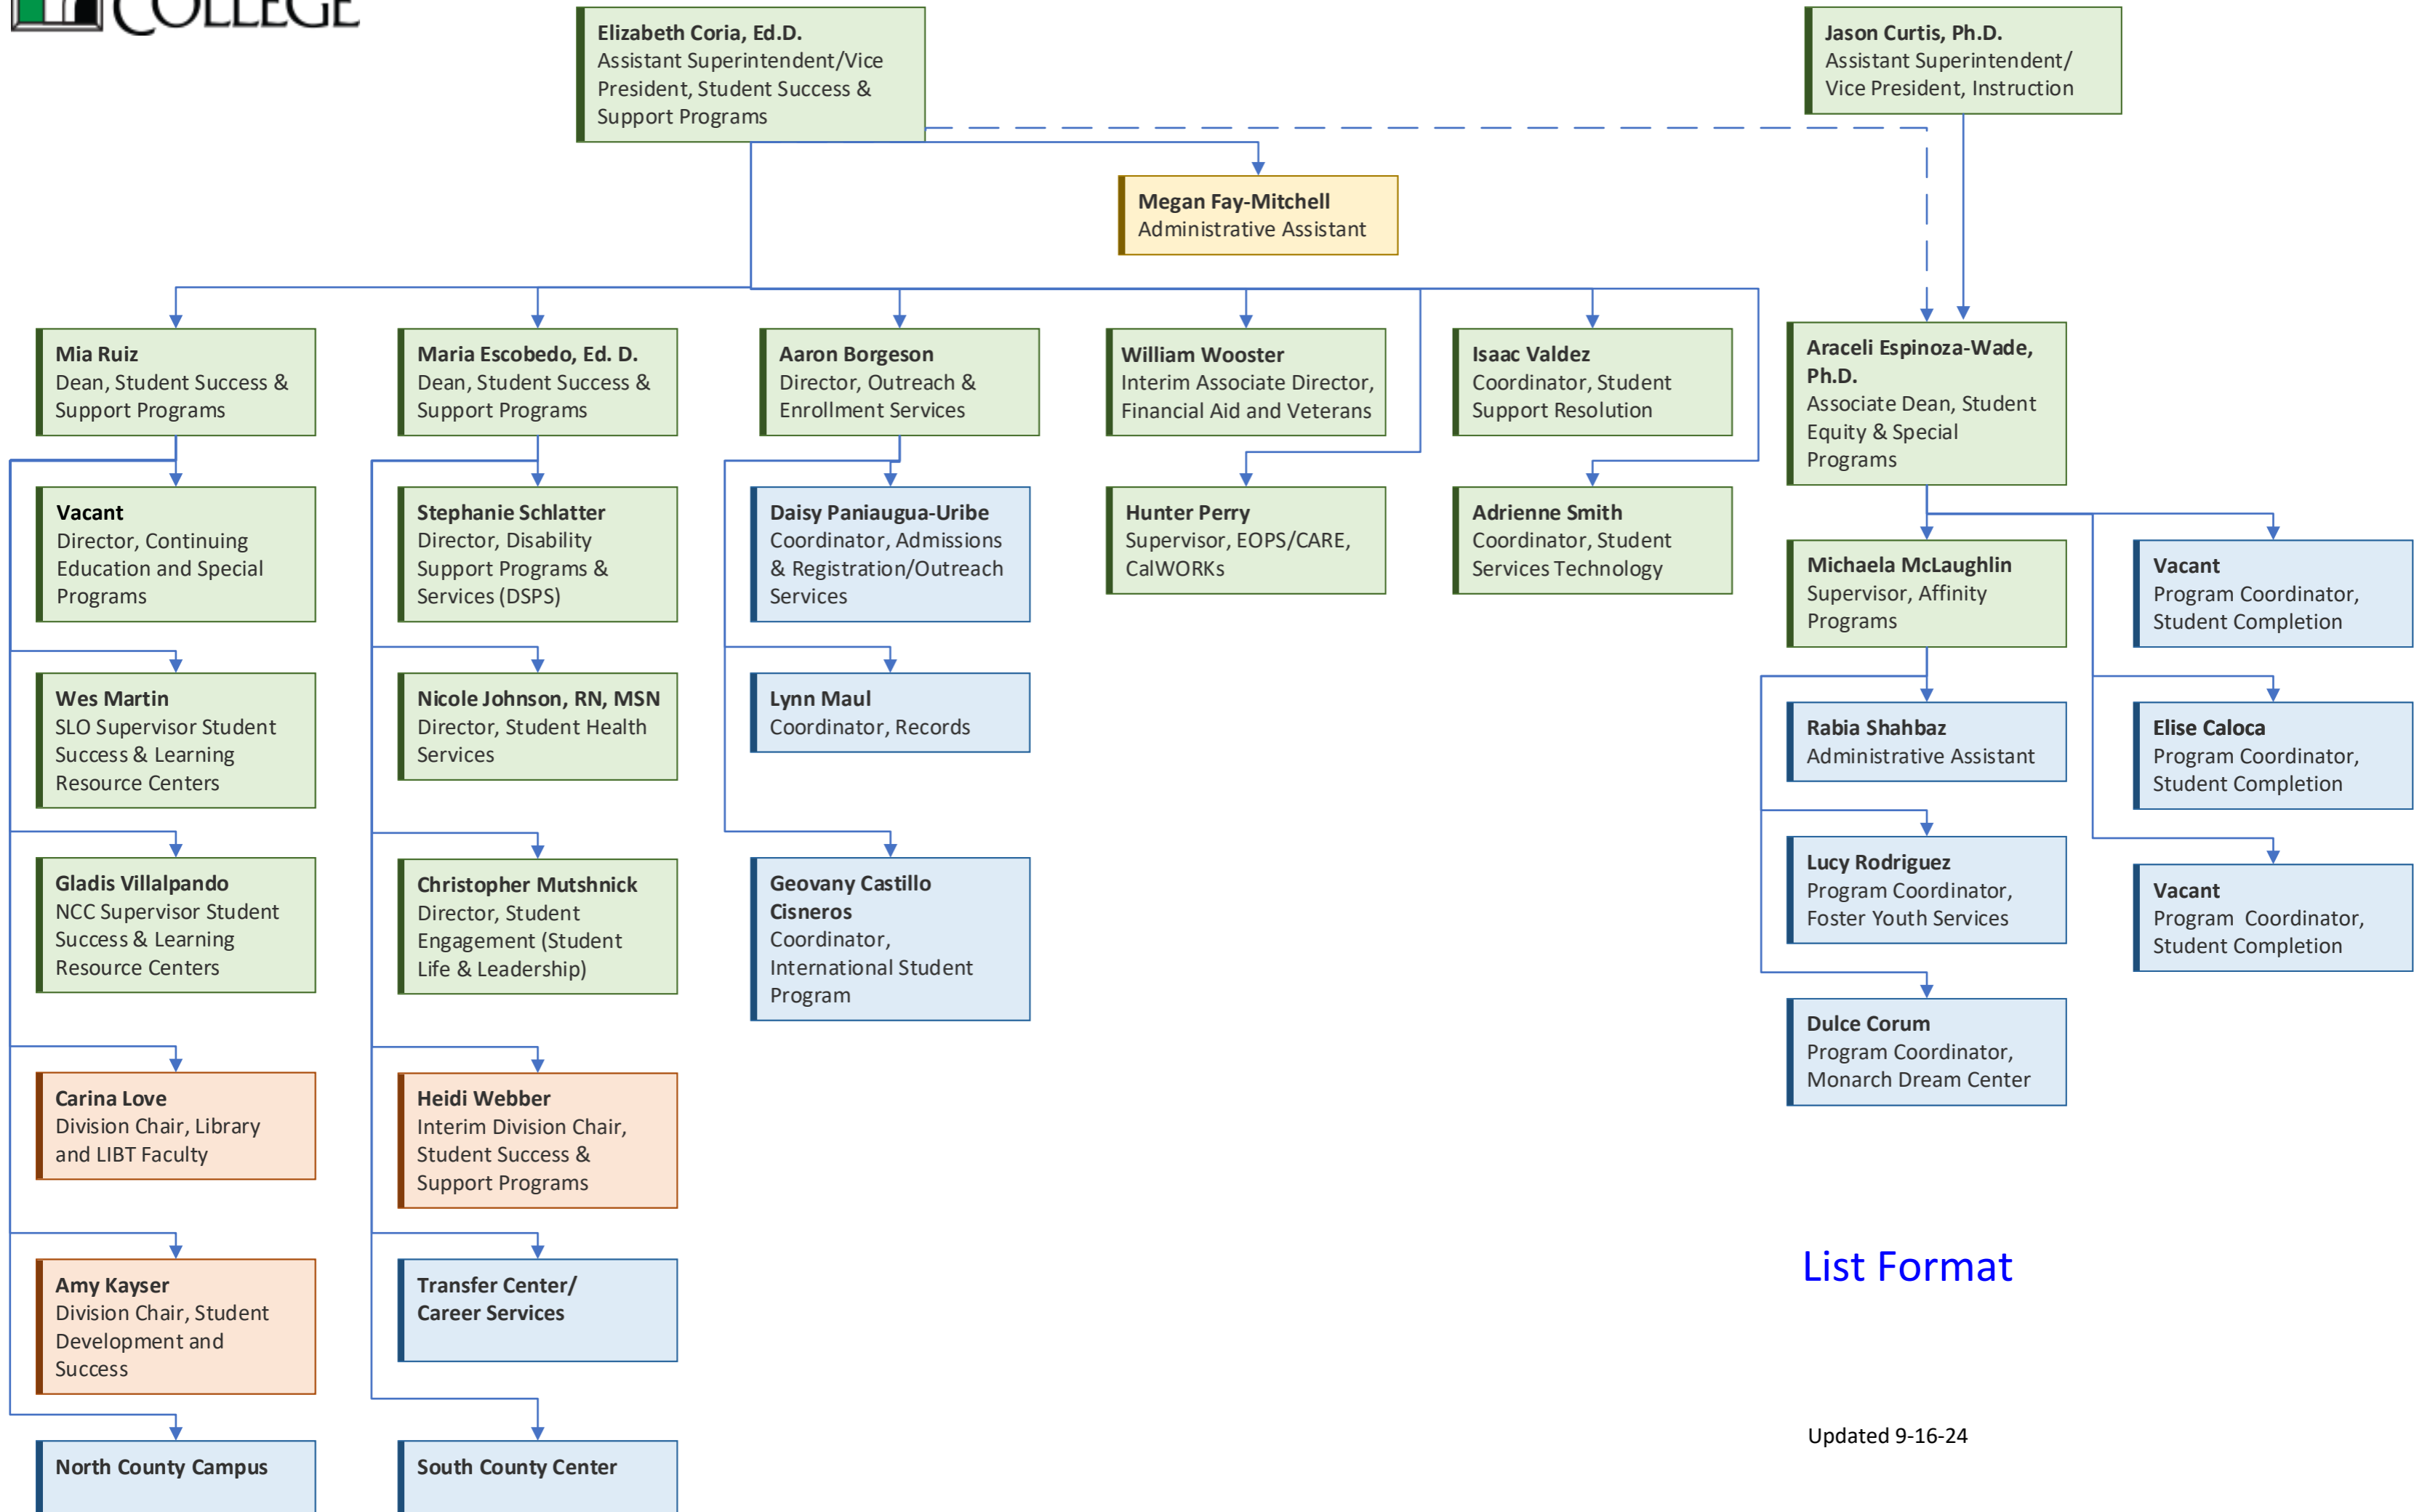 COLLEGE
Elizabeth Coria, Ed.D.
Assistant Superintendent/Vice
President, Student Success &
Support Programs
Jason Curtis, Ph.D.
Assistant Superintendent/
Vice President, Instruction
Megan Fay-Mitchell
Administrative Assistant
Mia Ruiz
Dean, Student Success &
Support Programs
Maria Escobedo, Ed. D.
Dean, Student Success &
Support Programs
Aaron Borgeson
Director, Outreach &
Enrollment Services
William Wooster
Interim Associate Director,
Financial Aid and Veterans
Isaac Valdez
Coordinator, Student
Support Resolution
Araceli Espinoza-Wade,
Ph.D.
Associate Dean, Student
Equity & Special
Programs
Vacant
Director, Continuing
Education and Special
Programs
Stephanie Schlatter
Director, Disability
Support Programs &
Services (DSPS)
Daisy Paniaugua-Uribe
Coordinator, Admissions
& Registration/Outreach
Services
Hunter Perry
Supervisor, EOPS/CARE,
CalWORKs
Adrienne Smith
Coordinator, Student
Services Technology
Michaela McLaughlin
Supervisor, Affinity
Programs
Vacant
Program Coordinator,
Student Completion
Wes Martin
SLO Supervisor Student
Success & Learning
Resource Centers
Nicole Johnson, RN, MSN
Director, Student Health
Services
Lynn Maul
Coordinator, Records
Rabia Shahbaz
Administrative Assistant
Elise Caloca
Program Coordinator,
Student Completion
Gladis Villalpando
NCC Supervisor Student
Success & Learning
Resource Centers
Christopher Mutshnick
Director, Student
Engagement (Student
Life & Leadership)
Geovany Castillo
Cisneros
Coordinator,
International Student
Program
Lucy Rodriguez
Program Coordinator,
Foster Youth Services
Vacant
Program  Coordinator,
Student Completion
Dulce Corum
Program Coordinator,
Monarch Dream Center
Carina Love
Division Chair, Library
and LIBT Faculty
Heidi Webber
Interim Division Chair,
Student Success &
Support Programs
Amy Kayser
Division Chair, Student
Development and
Success
Transfer Center/
Career Services
List Format
North County Campus
South County Center
Updated 9-16-24